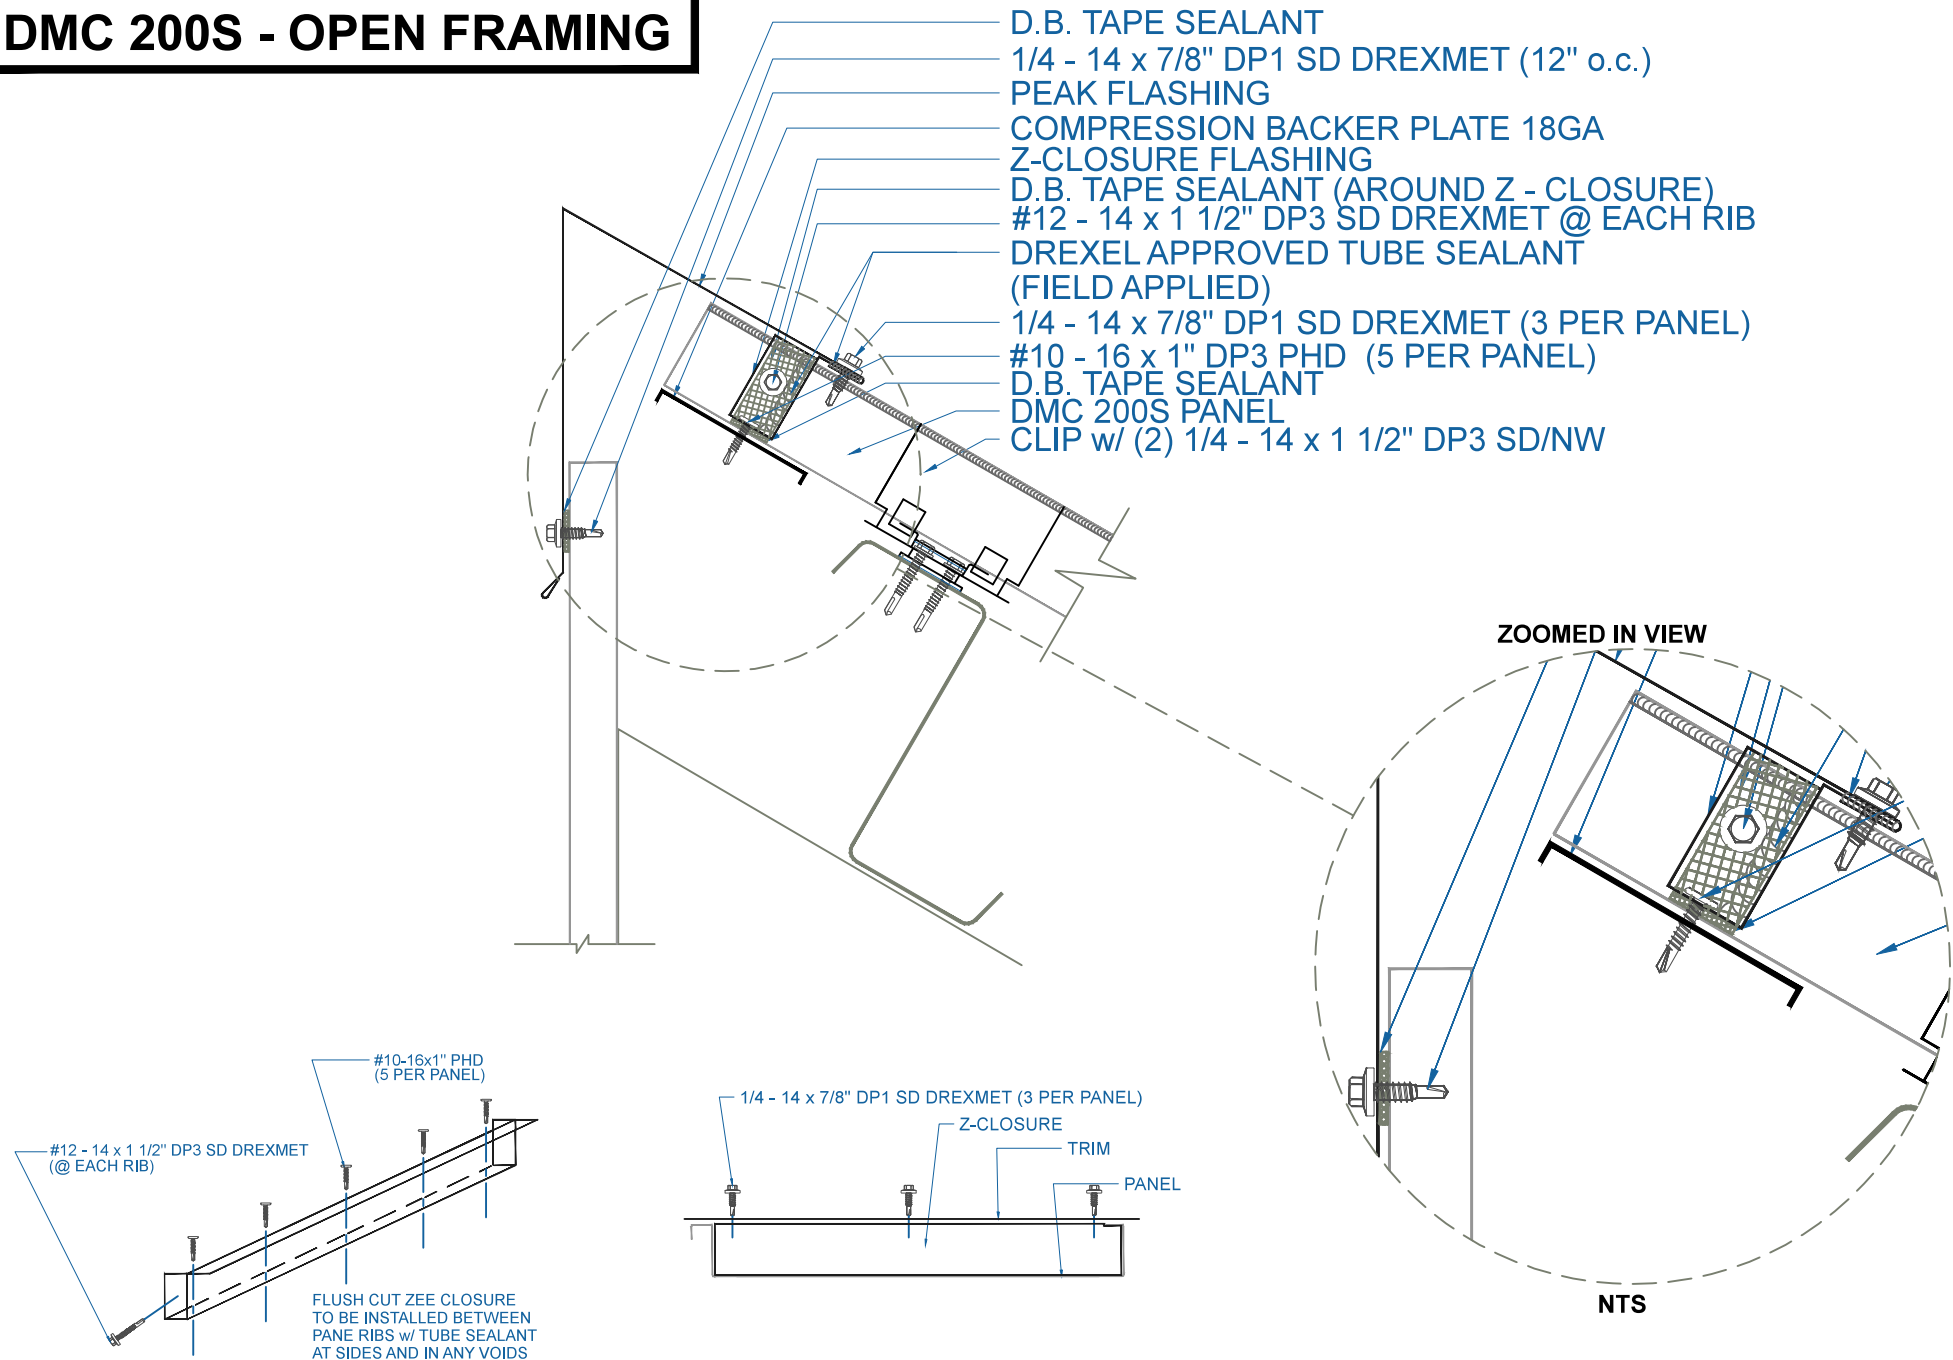 DMC 200S - OPEN FRAMING
D.B. TAPE SEALANT
1/4 - 14 x 7/8" DP1 SD DREXMET (12" o.c.)
PEAK FLASHING
COMPRESSION BACKER PLATE 18GA
Z-CLOSURE FLASHING
D.B. TAPE SEALANT (AROUND Z - CLOSURE)
#12 - 14 x 1 1/2" DP3 SD DREXMET @ EACH RIB
DREXEL APPROVED TUBE SEALANT
(FIELD APPLIED)
1/4 - 14 x 7/8" DP1 SD DREXMET (3 PER PANEL)
#10 - 16 x 1" DP3 PHD (5 PER PANEL)
D.B. TAPE SEALANT
DMC 200S PANEL
CLIP w/ (2) 1/4 - 14 x 1 1/2" DP3 SD/NW
ZOOMED IN VIEW
NTS
#10-16x1" PHD
(5 PER PANEL)
#12 - 14 x 1 1/2" DP3 SD DREXMET
(@ EACH RIB)
FLUSH CUT ZEE CLOSURE
TO BE INSTALLED BETWEEN
PANE RIBS w/ TUBE SEALANT
AT SIDES AND IN ANY VOIDS
1/4 - 14 x 7/8" DP1 SD DREXMET (3 PER PANEL)
Z-CLOSURE
TRIM
PANEL